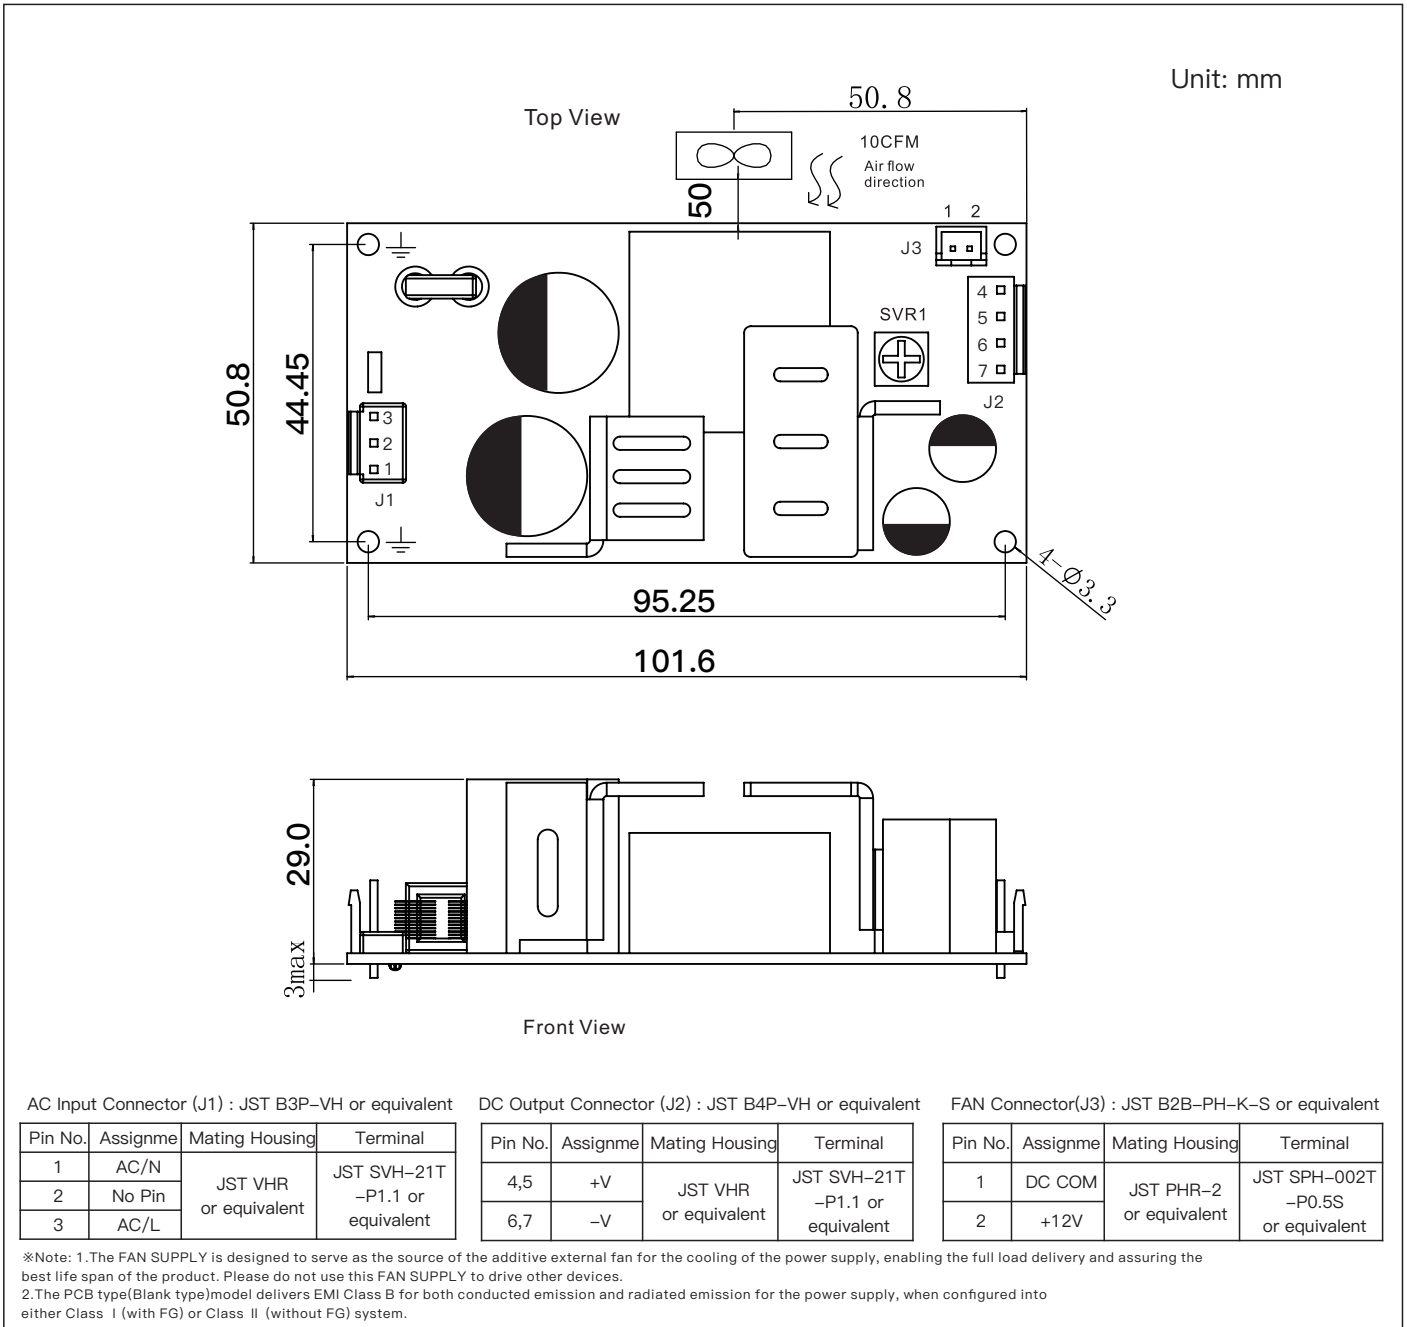 Unit: mm
50.8
Top View
10CFM
Air flow
direction
50
1 2
J3
4
5
6
7
SVR1
J2
50.8
44.45
3
2
1
J1
4-Ø3.3
95.25
101.6
29.0
3max
Front View
AC Input Connector (J1) : JST B3P-VH or equivalent
Pin No. Assignme Mating Housing Terminal
1 AC/N JST VHR or equivalent JST SVH-21T -P1.1 or equivalent
2 No Pin
3 AC/L
DC Output Connector (J2) : JST B4P-VH or equivalent
Pin No. Assignme Mating Housing Terminal
4,5 +V JST VHR or equivalent JST SVH-21T -P1.1 or equivalent
6,7 -V
FAN Connector(J3) : JST B2B-PH-K-S or equivalent
Pin No. Assignme Mating Housing Terminal
1 DC COM JST PHR-2 or equivalent JST SPH-002T -P0.5S or equivalent
2 +12V
※Note: 1.The FAN SUPPLY is designed to serve as the source of the additive external fan for the cooling of the power supply, enabling the full load delivery and assuring the
best life span of the product. Please do not use this FAN SUPPLY to drive other devices.
2.The PCB type(Blank type)model delivers EMI Class B for both conducted emission and radiated emission for the power supply, when configured into
either Class I (with FG) or Class II (without FG) system.